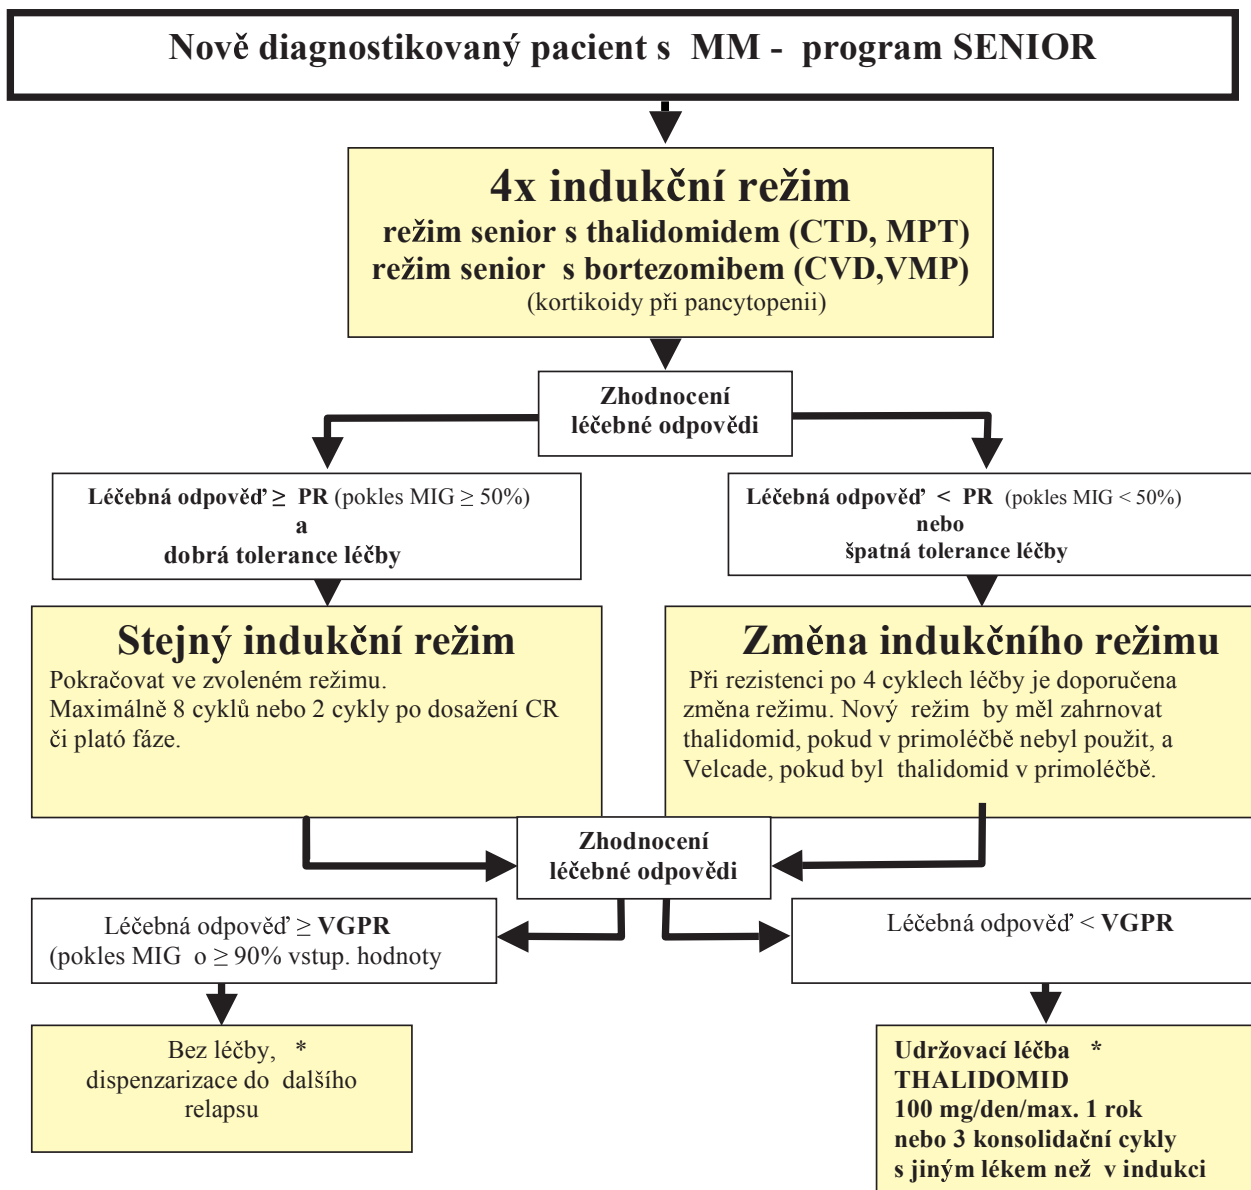 Nově diagnostikovaný pacient s MM - program SENIOR
4x indukční režim
režim senior s thalidomidem (CTD, MPT)
režim senior s bortezomibem (CVD,VMP)
(kortikoidy při pancytopenii)
Zhodnocení
léčebné odpovědi
Léčebná odpověď ≥ PR (pokles MIG ≥ 50%)
a
dobrá tolerance léčby
Léčebná odpověď < PR (pokles MIG < 50%)
nebo
špatná tolerance léčby
Stejný indukční režim
Pokračovat ve zvoleném režimu.
Maximálně 8 cyklů nebo 2 cykly po dosažení CR
či plató fáze.
Změna indukčního režimu
Při rezistenci po 4 cyklech léčby je doporučena
změna režimu. Nový režim by měl zahrnovat
thalidomid, pokud v primoléčbě nebyl použit, a
Velcade, pokud byl thalidomid v primoléčbě.
Zhodnocení
léčebné odpovědi
Léčebná odpověď ≥ VGPR
(pokles MIG o ≥ 90% vstup. hodnoty
Léčebná odpověď < VGPR
Bez léčby, *
dispenzarizace do dalšího
relapsu
Udržovací léčba *
THALIDOMID
100 mg/den/max. 1 rok
nebo 3 konsolidační cykly
s jiným lékem než v indukci